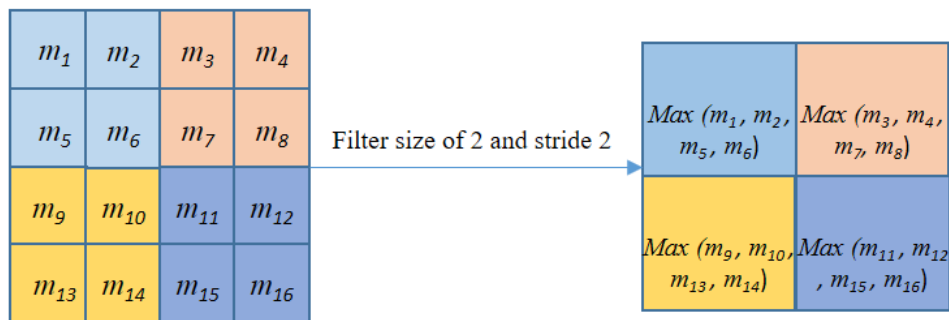 m1 m2 m3 m4
m5 m6 m7 m8
m9 m10 m11 m12
m13 m14 m15 m16
Filter size of 2 and stride 2
Max (m1, m2,
m5, m6)
Max (m3, m4,
m7, m8)
Max (m9, m10,
m13, m14)
Max (m11, m12
, m15, m16)